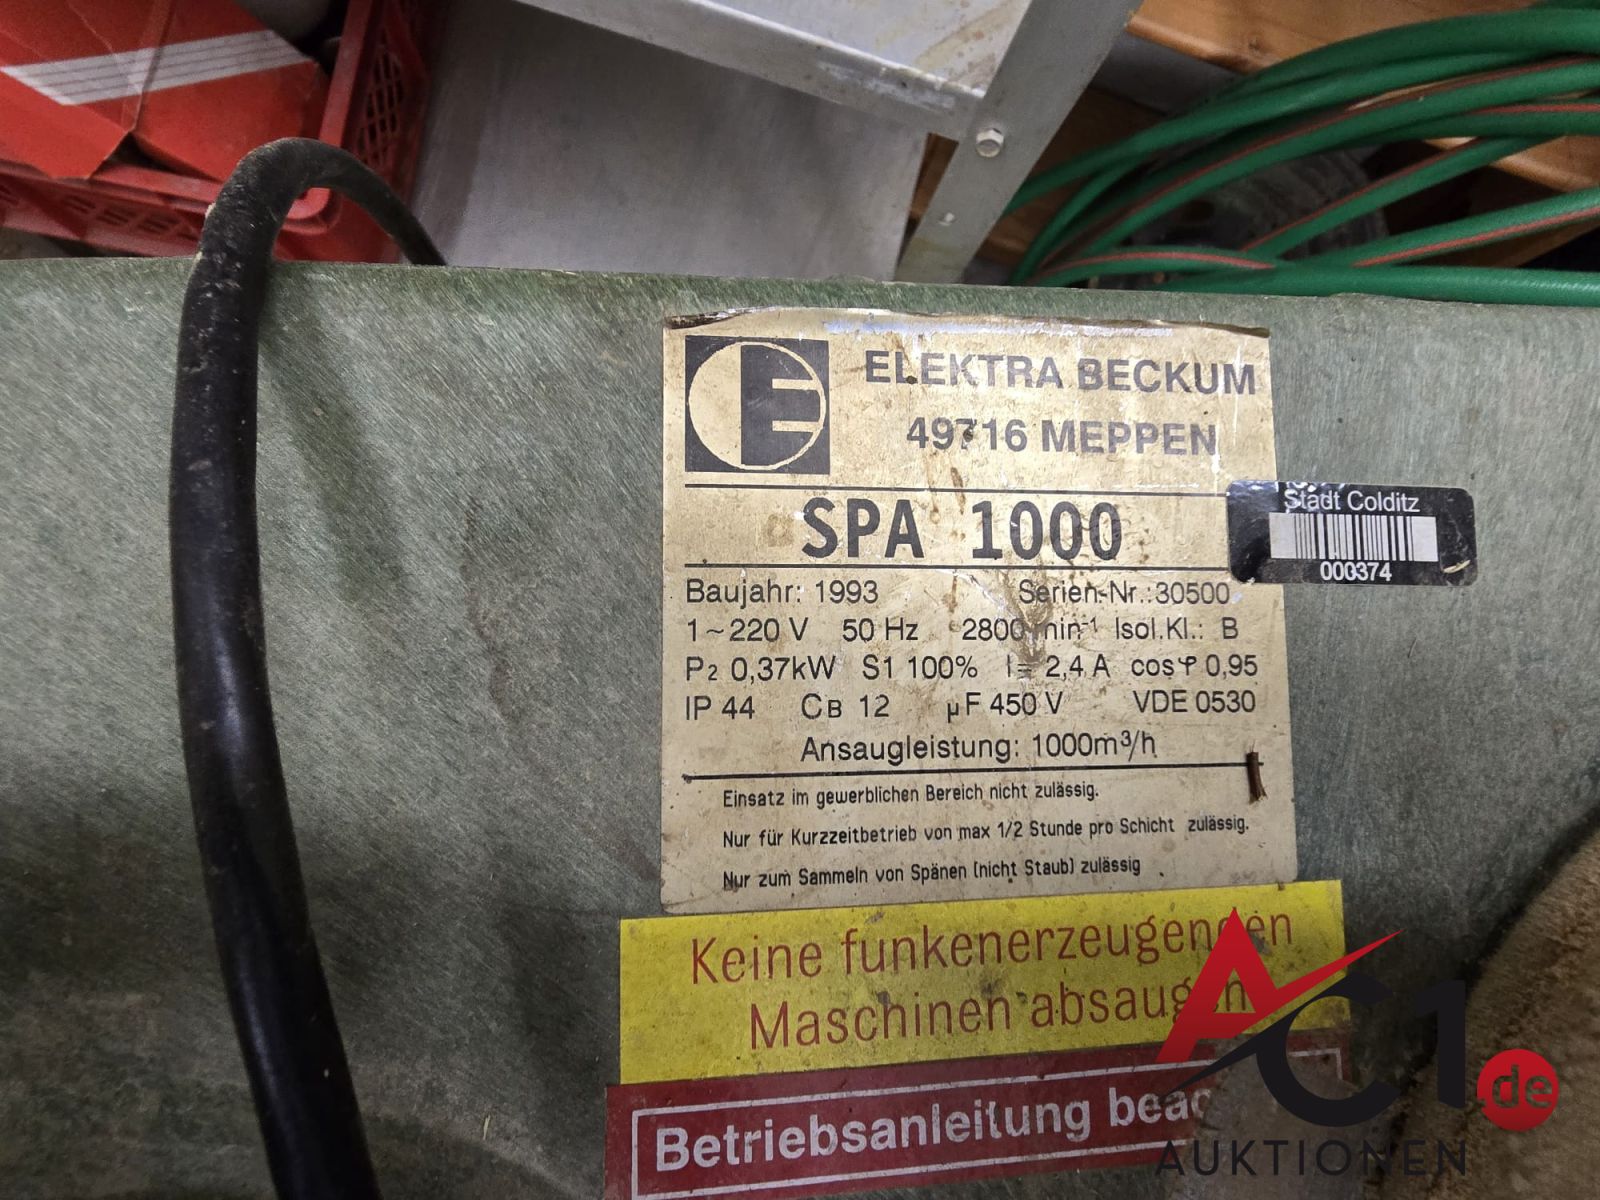 E
ELEKTRA BECKUM
49716 MEPPEN
SPA 1000
Stadt Colditz
000374
Baujahr: 1993 Serien-Nr.:30500
1~220 V 50 Hz 2800 min⁻¹ Isol.Kl.: B
P₂ 0,37kW S1 100% I= 2,4 A cosφ 0,95
IP 44 CB 12 µF 450 V VDE 0530
Ansaugleistung: 1000m³/h
Einsatz im gewerblichen Bereich nicht zulässig.
Nur für Kurzzeitbetrieb von max 1/2 Stunde pro Schicht zulässig.
Nur zum Sammeln von Spänen (nicht Staub) zulässig
Keine funkenerzeugenden
Maschinen absaugen
Betriebsanleitung
AC1.de
AUKTIONEN